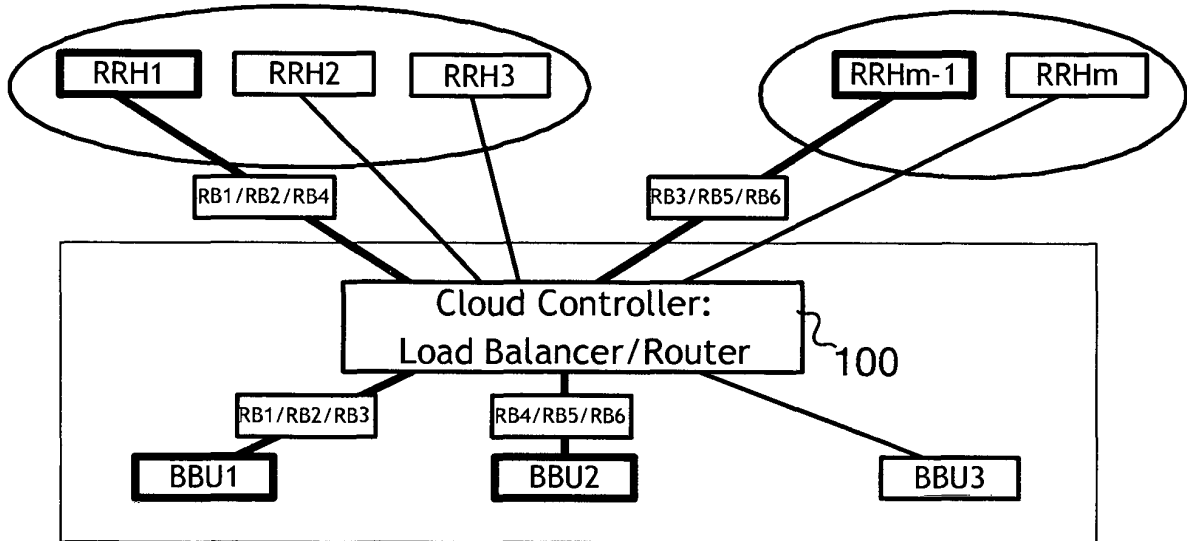 RRH1
RRH2
RRH3
RRHm-1
RRHm
RB1/RB2/RB4
RB3/RB5/RB6
Cloud Controller:
Load Balancer/Router
100
RB1/RB2/RB3
RB4/RB5/RB6
BBU1
BBU2
BBU3